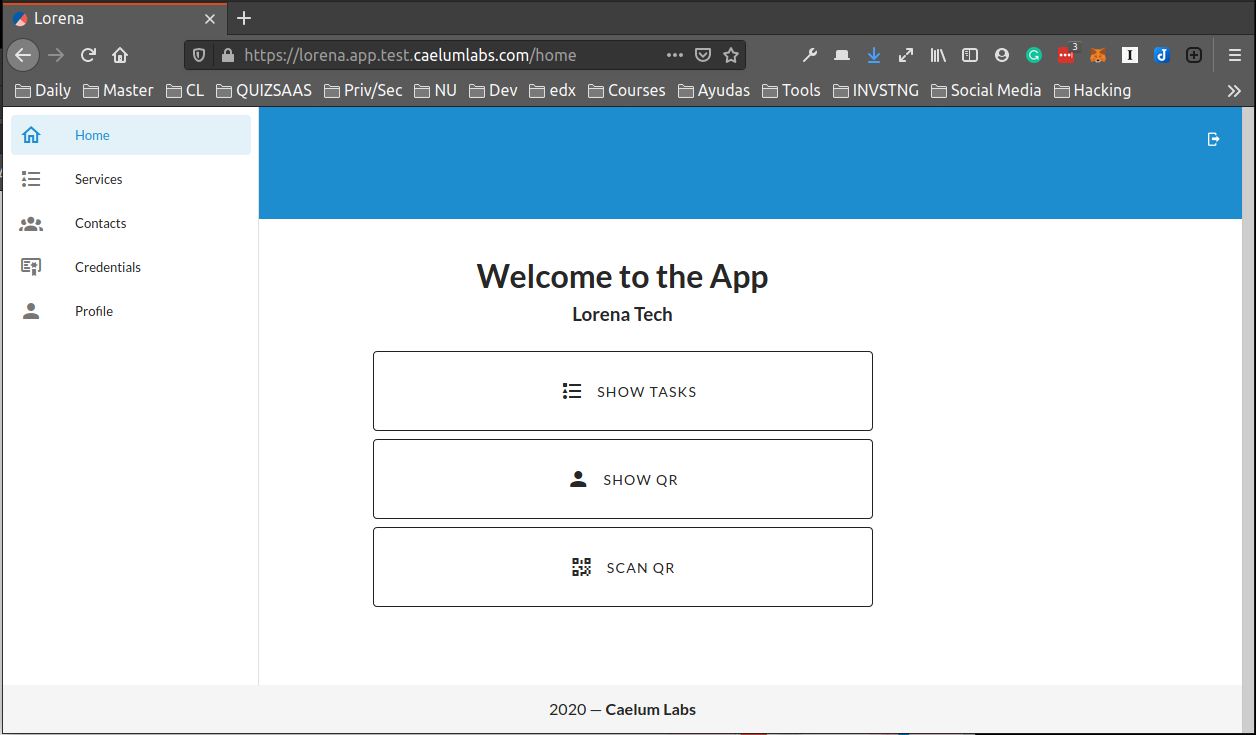 Lorena
https://lorena.app.test.caelumlabs.com/home
3
Daily Master CL QUIZSAAS Priv/Sec NU Dev edx Courses Ayudas Tools INVSTNG Social Media Hacking
Home
Services
Contacts
Credentials
Profile
Welcome to the App
Lorena Tech
SHOW TASKS
SHOW QR
SCAN QR
2020 — Caelum Labs